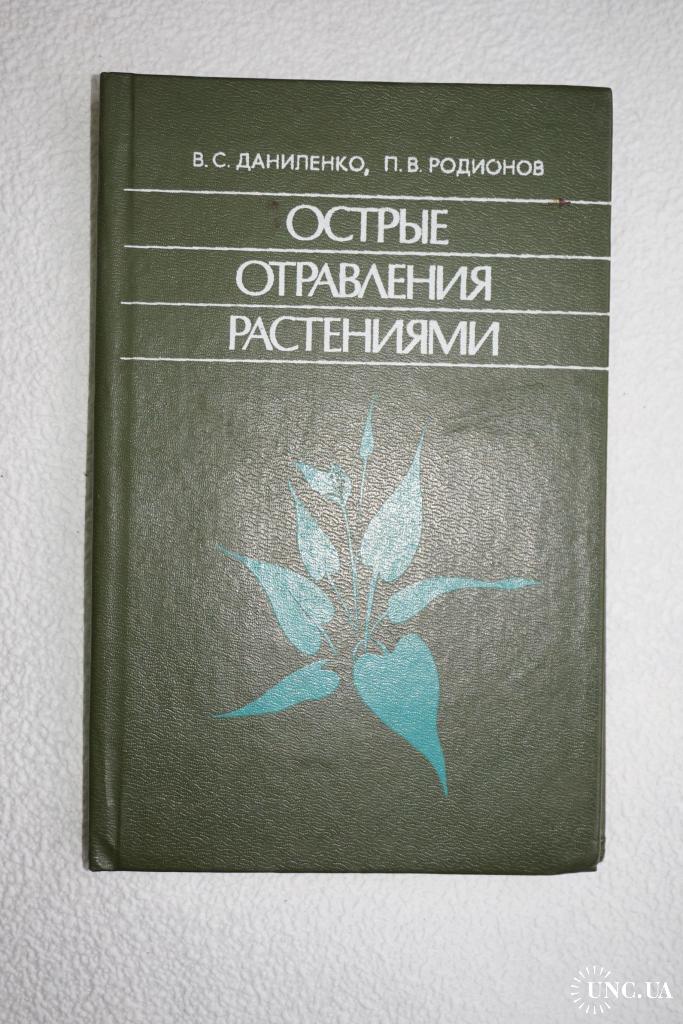 В. С. ДАНИЛЕНКО, П. В. РОДИОНОВ
ОСТРЫЕ
ОТРАВЛЕНИЯ
РАСТЕНИЯМИ
UNC.UA